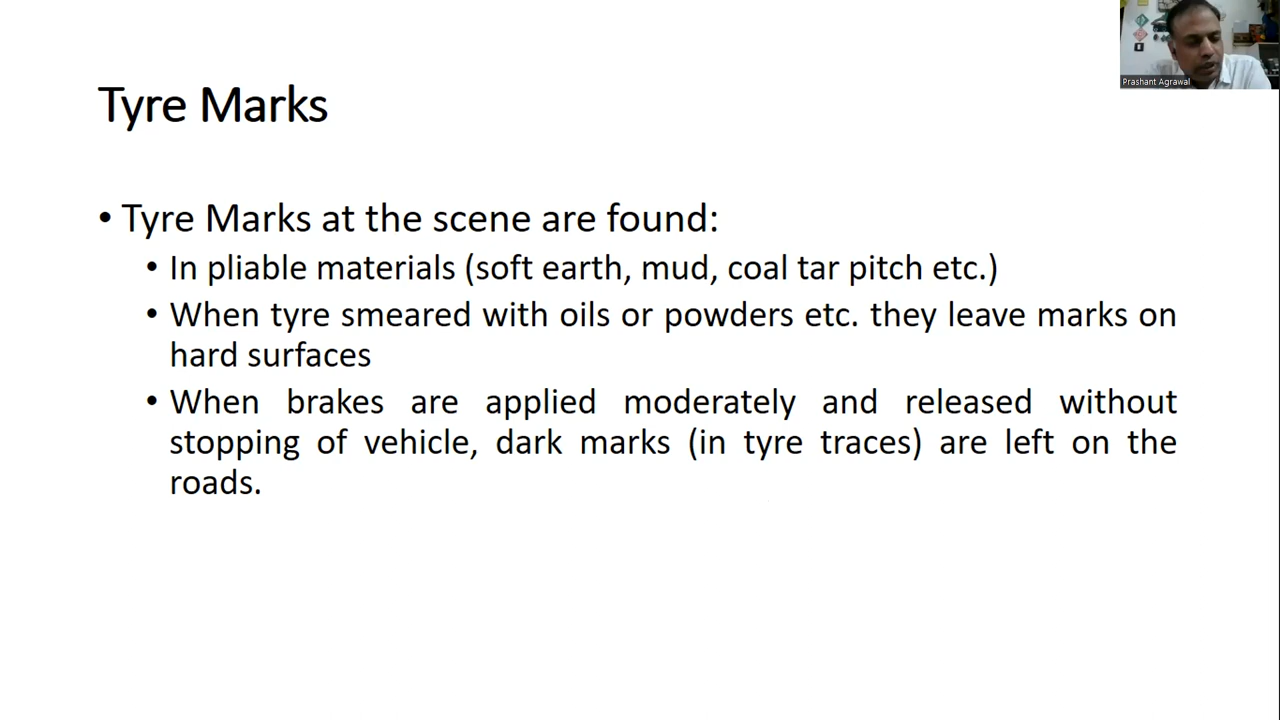 Prashant Agrawal
Tyre Marks
• Tyre Marks at the scene are found:
• In pliable materials (soft earth, mud, coal tar pitch etc.)
• When tyre smeared with oils or powders etc. they leave marks on
hard surfaces
• When brakes are applied moderately and released without
stopping of vehicle, dark marks (in tyre traces) are left on the
roads.